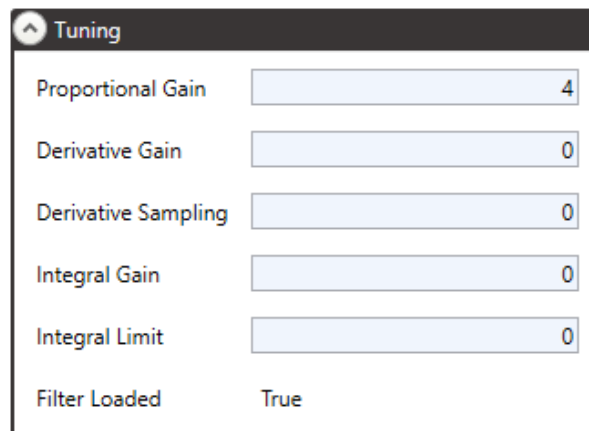 Tuning
Proportional Gain 4
Derivative Gain 0
Derivative Sampling 0
Integral Gain 0
Integral Limit 0
Filter Loaded True